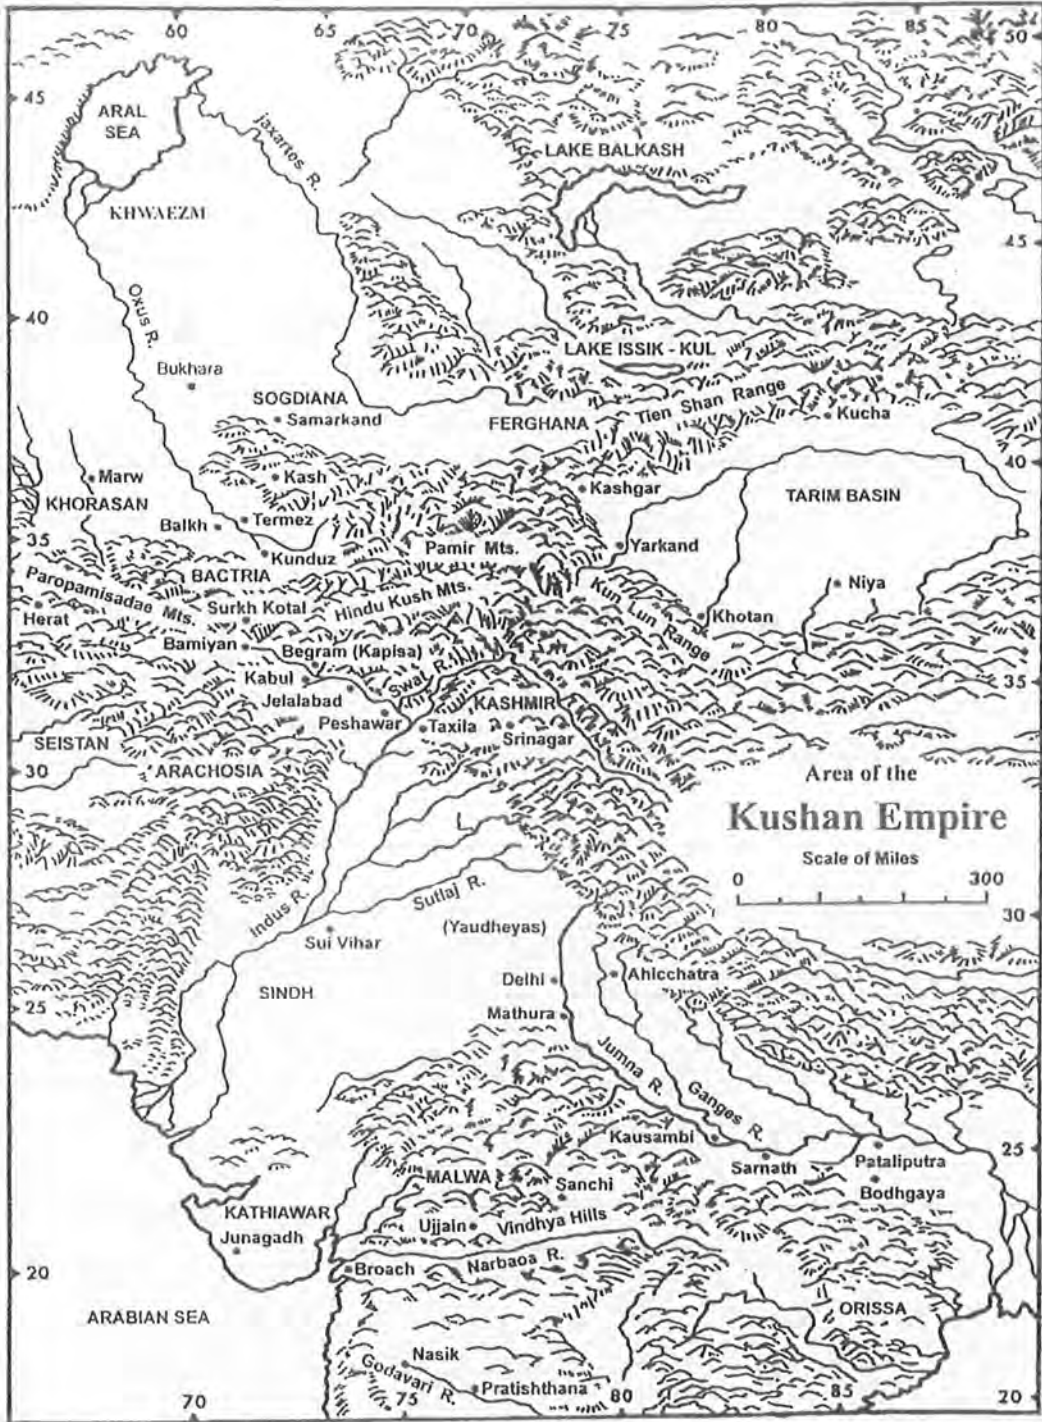 60 65 70 75 80 85 50
45
ARAL
SEA
Jaxartes R.
LAKE BALKASH
KHWAEZM
45
Oxus R.
40
LAKE ISSIK - KUL
Bukhara
Tien Shan Range
SOGDIANA
Samarkand
FERGHANA
Kucha
40
Marw
Kash
Kashgar
KHORASAN
TARIM BASIN
Balkh
Termez
35
Kunduz
Pamir Mts.
Yarkand
BACTRIA
Niya
Paropamisadae Mts.
Hindu Kush Mts.
Kun Lun Range
Herat
Surkh Kotal
Khotan
Bamiyan
Begram (Kapisa)
Swat R.
Kabul
35
Jelalabad
KASHMIR
Peshawar
Taxila
Srinagar
SEISTAN
30
ARACHOSIA
Area of the
Kushan Empire
Scale of Miles
0 300
Indus R.
Sutlaj R.
30
(Yaudheyas)
Sui Vihar
Delhi
Ahicchatra
SINDH
25
Mathura
Jumna R.
Ganges R.
Kausambi
25
Sarnath
Pataliputra
MALWA
Sanchi
Bodhgaya
KATHIAWAR
Ujjain
Vindhya Hills
Junagadh
20
Broach
Narbaoa R.
ARABIAN SEA
ORISSA
Nasik
Godavari R.
Pratishthana
70 75 80 85 20